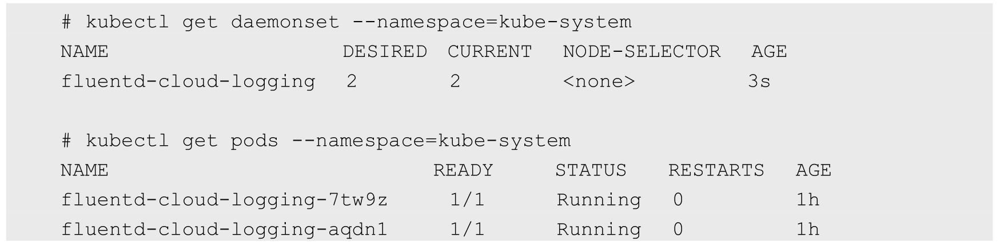 # kubectl get daemonset --namespace=kube-system
NAME DESIRED CURRENT NODE-SELECTOR AGE
fluentd-cloud-logging 2 2 <none> 3s
# kubectl get pods --namespace=kube-system
NAME READY STATUS RESTARTS AGE
fluentd-cloud-logging-7tw9z 1/1 Running 0 1h
fluentd-cloud-logging-aqdn1 1/1 Running 0 1h